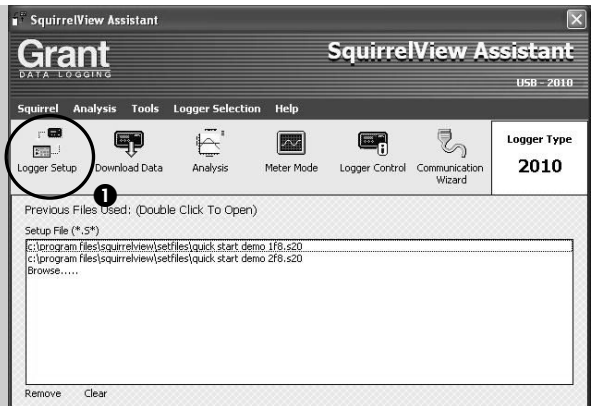 SquirrelView Assistant
Grant
DATA LOGGING
SquirrelView Assistant
USB - 2010
Squirrel Analysis Tools Logger Selection Help
Logger Setup Download Data Analysis Meter Mode Logger Control Communication Wizard
Logger Type
2010
1
Previous Files Used: (Double Click To Open)
Setup File (*.S*)
c:\program files\squirrelview\setfiles\quick start demo 1f8.s20
c:\program files\squirrelview\setfiles\quick start demo 2f8.s20
Browse.....
Remove Clear